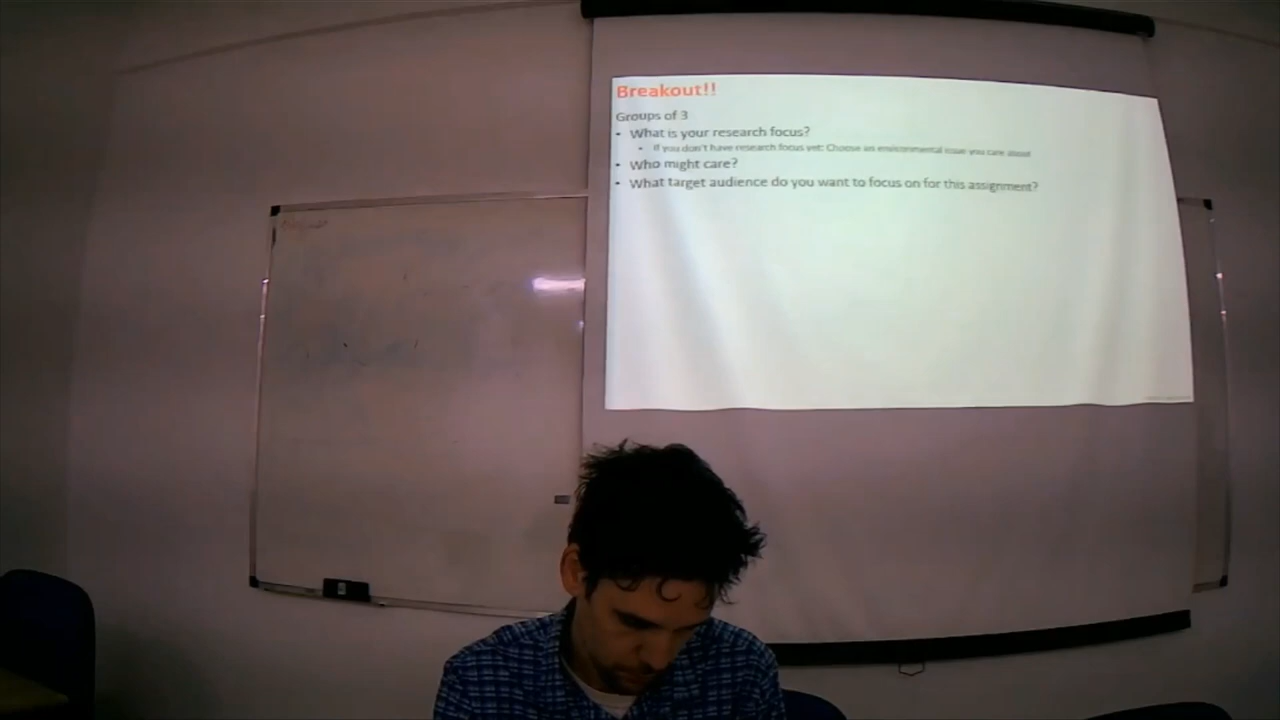 Breakout!!
Groups of 3
• What is your research focus?
• If you don't have research focus yet: Choose an environmental issue you care about
• Who might care?
• What target audience do you want to focus on for this assignment?